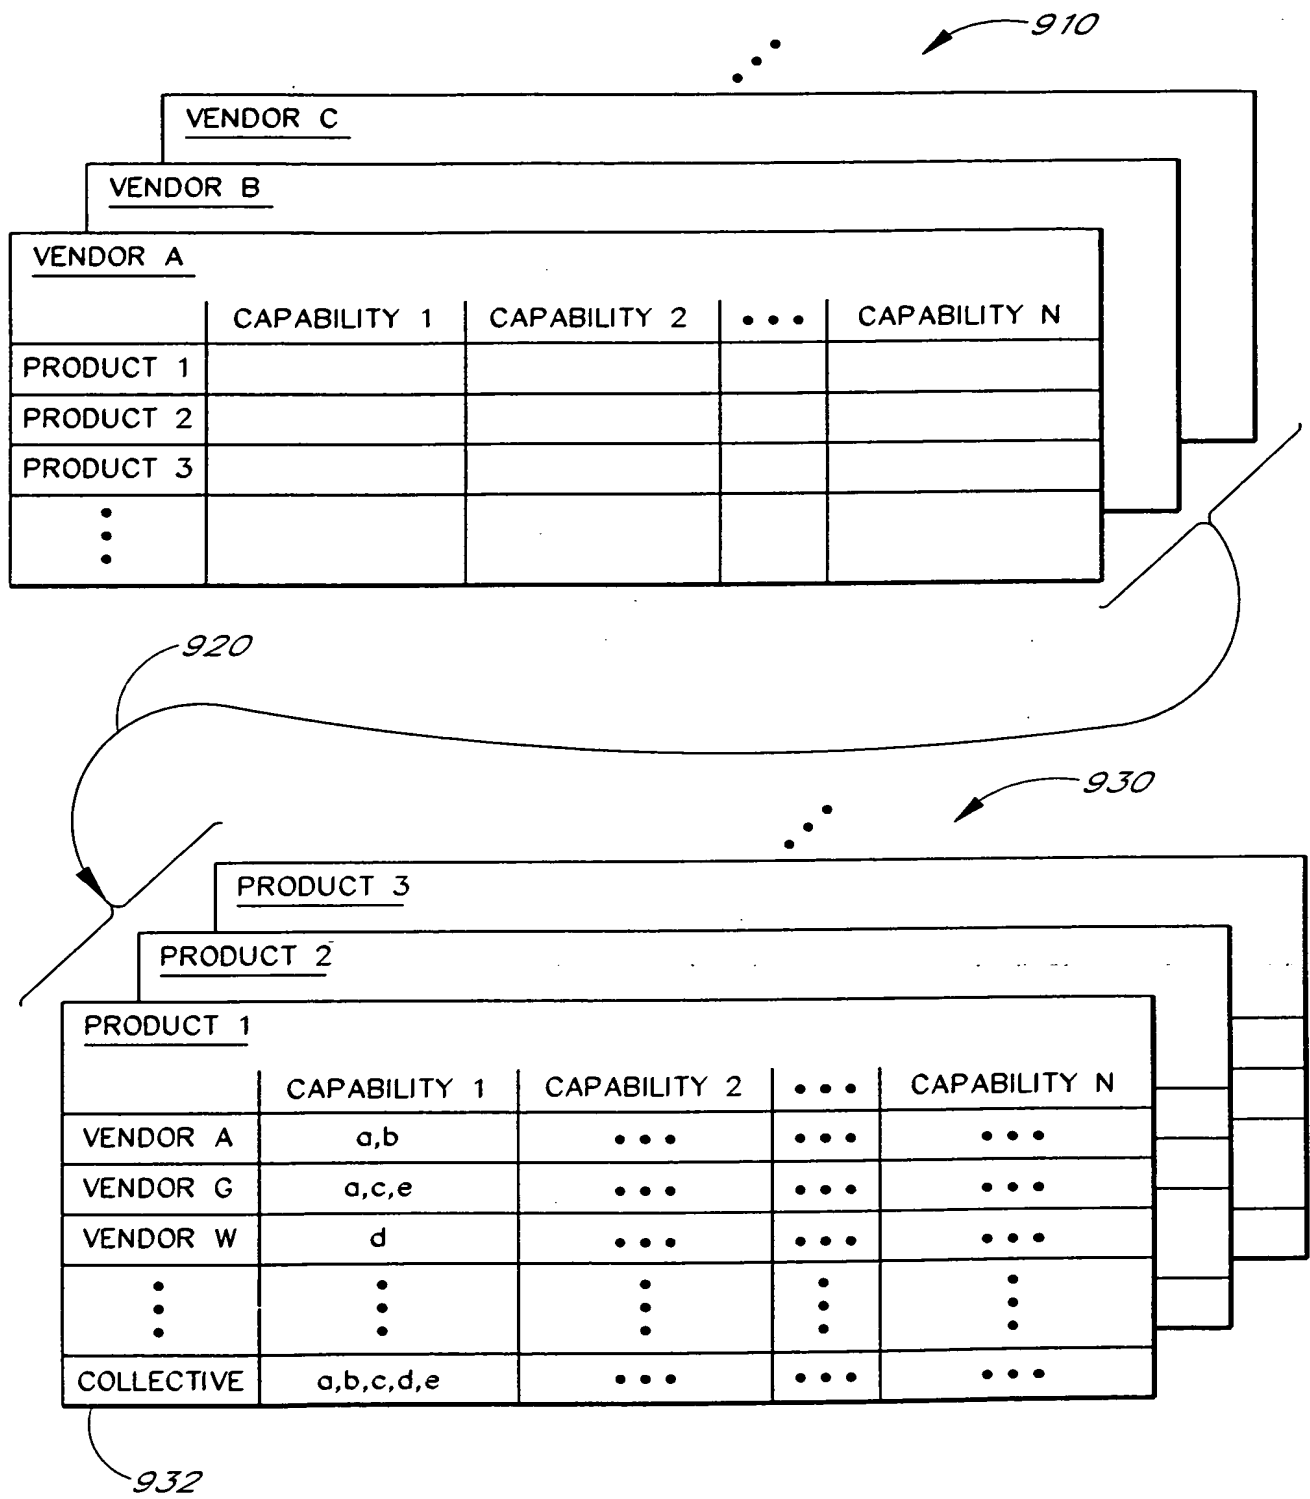 910
VENDOR C
VENDOR B
VENDOR A
CAPABILITY 1 CAPABILITY 2 ••• CAPABILITY N
PRODUCT 1
PRODUCT 2
PRODUCT 3
920
930
PRODUCT 3
PRODUCT 2
PRODUCT 1
CAPABILITY 1 CAPABILITY 2 ••• CAPABILITY N
VENDOR A a,b ••• ••• •••
VENDOR G a,c,e ••• ••• •••
VENDOR W d ••• ••• •••
COLLECTIVE a,b,c,d,e ••• ••• •••
932